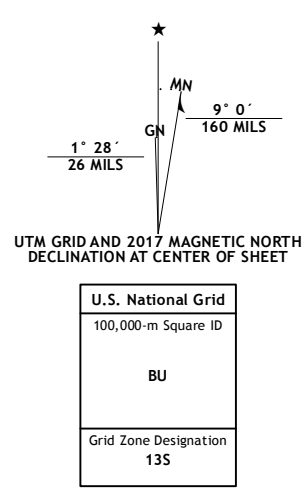 ★
MN
9° 0´
160 MILS
GN
1° 28´
26 MILS
UTM GRID AND 2017 MAGNETIC NORTH
DECLINATION AT CENTER OF SHEET
U.S. National Grid
100,000-m Square ID
BU
Grid Zone Designation
13S